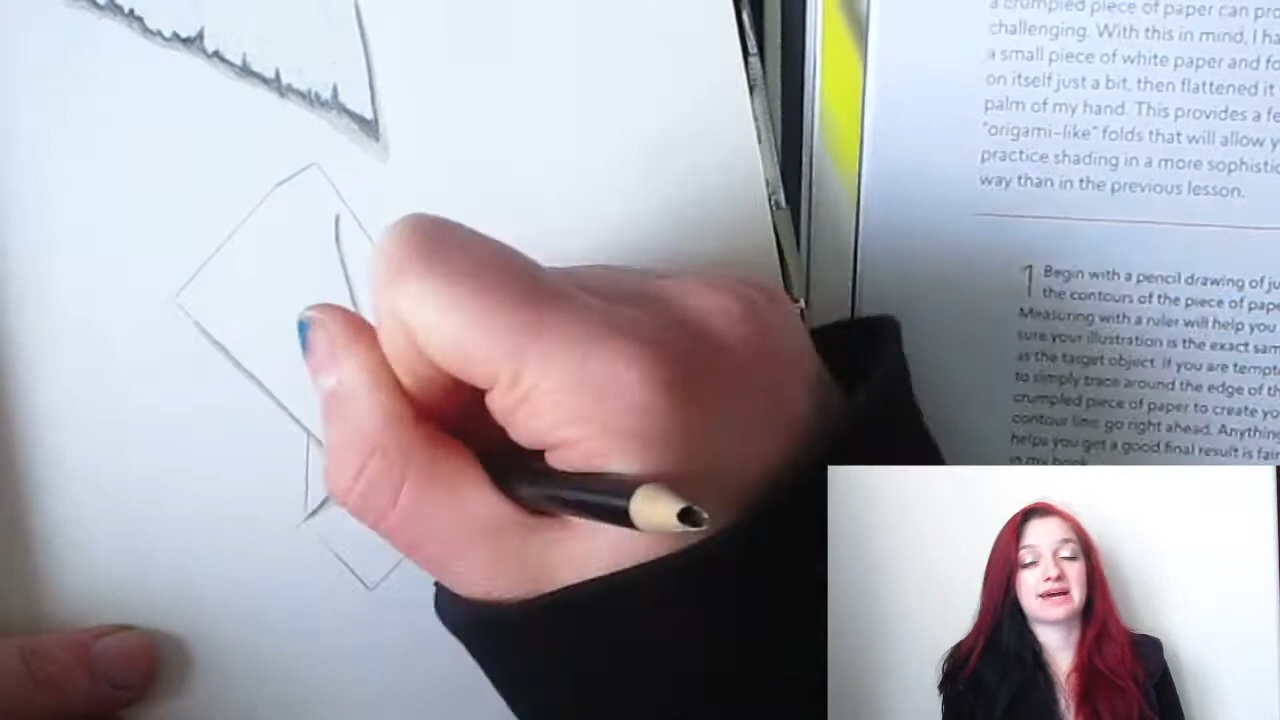 a crumpled piece of paper can pro
challenging. With this in mind, I ha
a small piece of white paper and fo
on itself just a bit, then flattened it
palm of my hand. This provides a fe
"origami-like" folds that will allow y
practice shading in a more sophistic
way than in the previous lesson.
1 Begin with a pencil drawing of ju
the contours of the piece of pape
Measuring with a ruler will help you
sure your illustration is the exact sam
as the target object. If you are tempt
to simply trace around the edge of th
crumpled piece of paper to create yo
contour line, go right ahead. Anything
helps you get a good final result is fair
in my book.